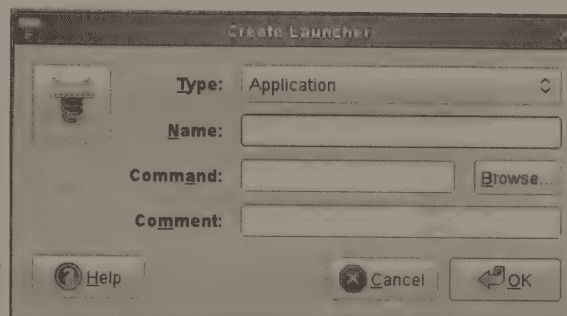 Create Launcher
Type: Application
Name:
Command: Browse...
Comment:
Help Cancel OK